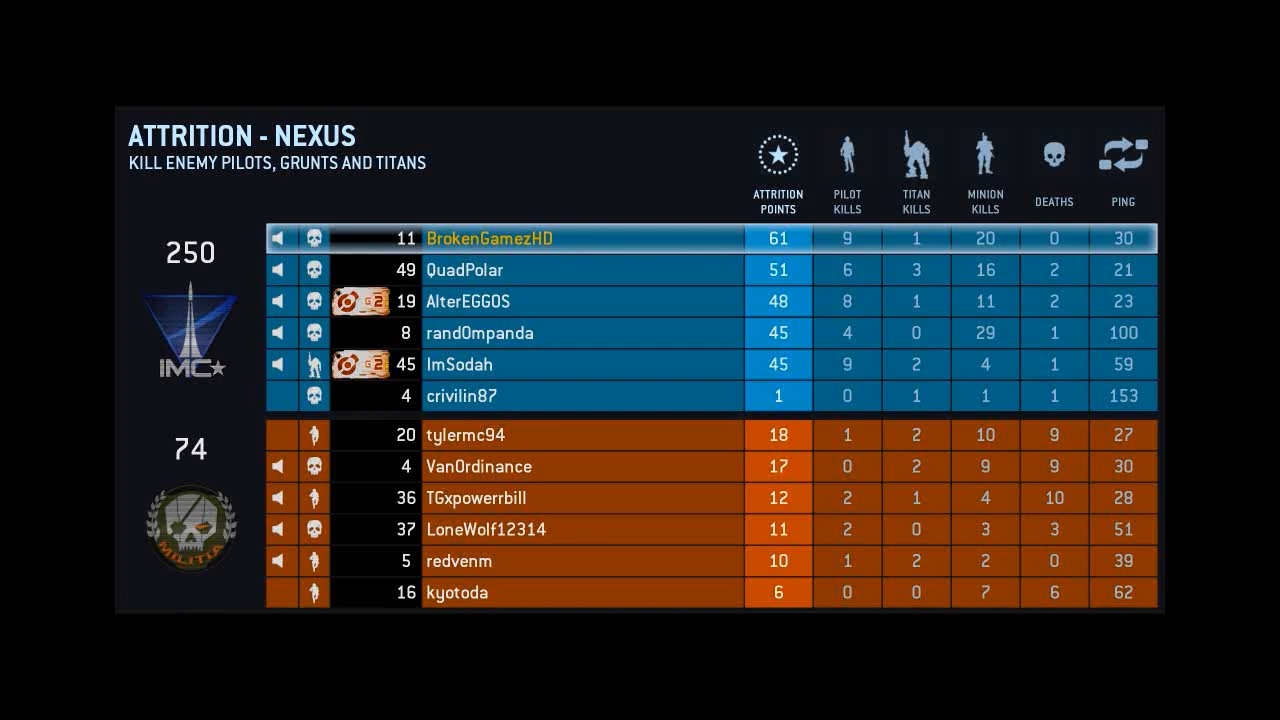 ATTRITION - NEXUS
KILL ENEMY PILOTS, GRUNTS AND TITANS
ATTRITION POINTS PILOT KILLS TITAN KILLS MINION KILLS DEATHS PING
250
IMC
11 BrokenGamezHD 61 9 1 20 0 30
49 QuadPolar 51 6 3 16 2 21
G2 19 AlterEGGOS 48 8 1 11 2 23
8 rand0mpanda 45 4 0 29 1 100
G2 45 ImSodah 45 9 2 4 1 59
4 crivilin87 1 0 1 1 1 153
74
MILITIA
20 tylermc94 18 1 2 10 9 27
4 VanOrdinance 17 0 2 9 9 30
36 TGxpowerrbill 12 2 1 4 10 28
37 LoneWolf12314 11 2 0 3 3 51
5 redvenm 10 1 2 2 0 39
16 kyotoda 6 0 0 7 6 62